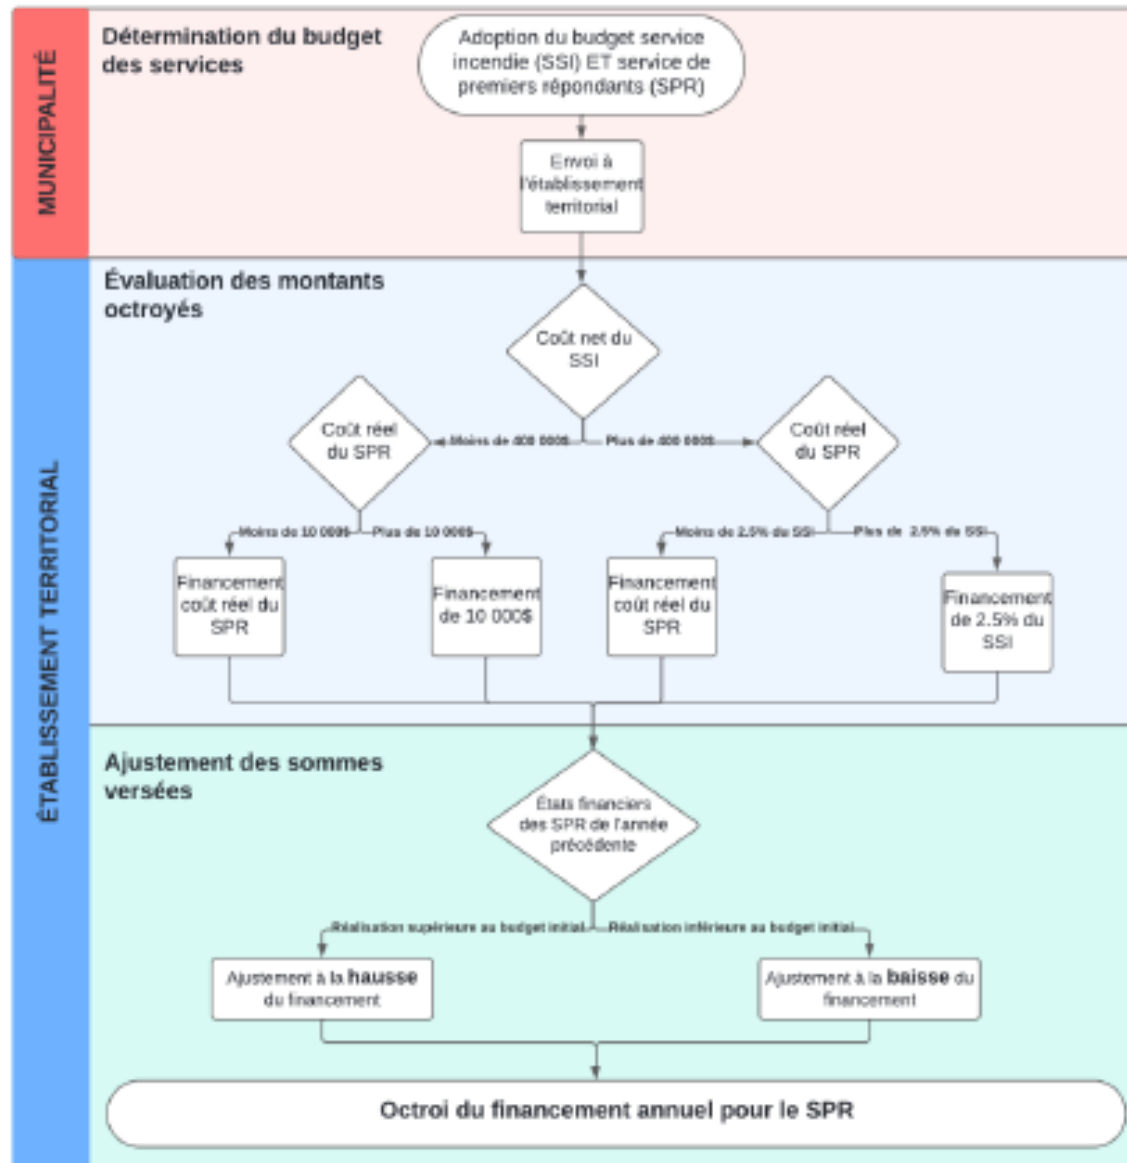 MUNICIPALITÉ
Détermination du budget
des services
Adoption du budget service
incendie (SSI) ET service de
premiers répondants (SPR)
Envoi à
l'établissement
territorial
ÉTABLISSEMENT TERRITORIAL
Évaluation des montants
octroyés
Coût net du
SSI
Coût réel
du SPR
Moins de 400 000$
Plus de 400 000$
Coût réel
du SPR
Moins de 10 000$
Plus de 10 000$
Moins de 2.5% du SSI
Plus de 2.5% du SSI
Financement
coût réel du
SPR
Financement
de 10 000$
Financement
coût réel du
SPR
Financement
de 2.5% du
SSI
Ajustement des sommes
versées
États financiers
des SPR de l'année
précédente
Réalisation supérieure au budget initial
Réalisation inférieure au budget initial
Ajustement à la hausse
du financement
Ajustement à la baisse du
financement
Octroi du financement annuel pour le SPR